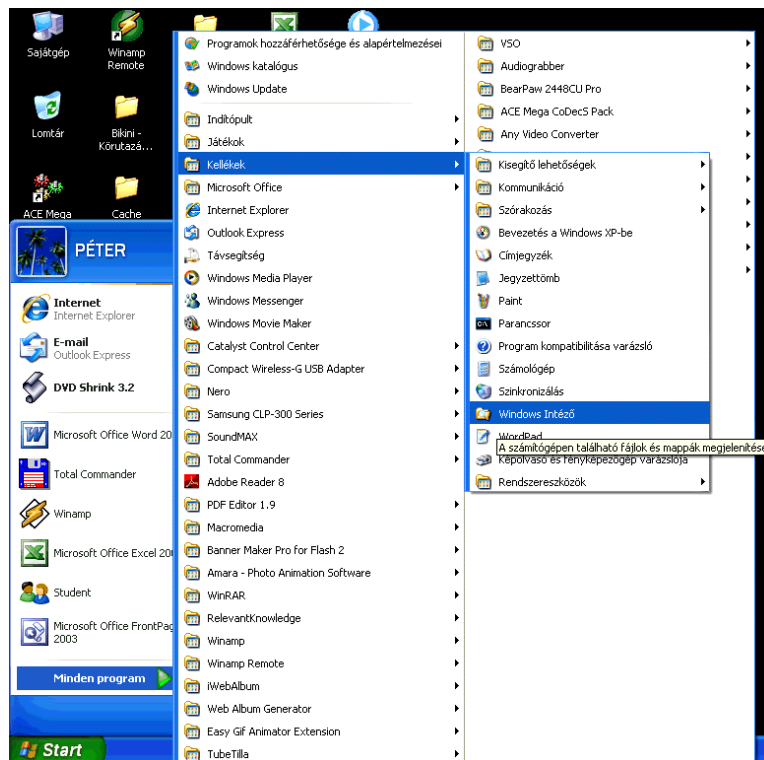 Sajátgép
Winamp
Remote
Lomtár
Bikini -
Körutazá...
ACE Mega
Cache
PÉTER
Internet
Internet Explorer
E-mail
Outlook Express
DVD Shrink 3.2
Microsoft Office Word 20
Total Commander
Winamp
Microsoft Office Excel 20
Student
Microsoft Office FrontPag
2003
Minden program
Start
Programok hozzáférhetősége és alapértelmezései
Windows katalógus
Windows Update
Indítópult
Játékok
Kellékek
Microsoft Office
Internet Explorer
Outlook Express
Távsegítség
Windows Media Player
Windows Messenger
Windows Movie Maker
Catalyst Control Center
Compact Wireless-G USB Adapter
Nero
Samsung CLP-300 Series
SoundMAX
Total Commander
Adobe Reader 8
PDF Editor 1.9
Macromedia
Banner Maker Pro for Flash 2
Amara - Photo Animation Software
WinRAR
RelevantKnowledge
Winamp
Winamp Remote
iWebAlbum
Web Album Generator
Easy Gif Animator Extension
TubeTilla
VSO
Audiograbber
BearPaw 2448CU Pro
ACE Mega CoDecS Pack
Any Video Converter
Kisegítő lehetőségek
Kommunikáció
Szórakozás
Bevezetés a Windows XP-be
Címjegyzék
Jegyzettömb
Paint
Parancssor
Program kompatibilitása varázsló
Számológép
Szinkronizálás
Windows Intéző
WordPad
A számítógépen található fájlok és mappák megjelenítése
Képolvasó és fényképezőgép varázslója
Rendszereszközök